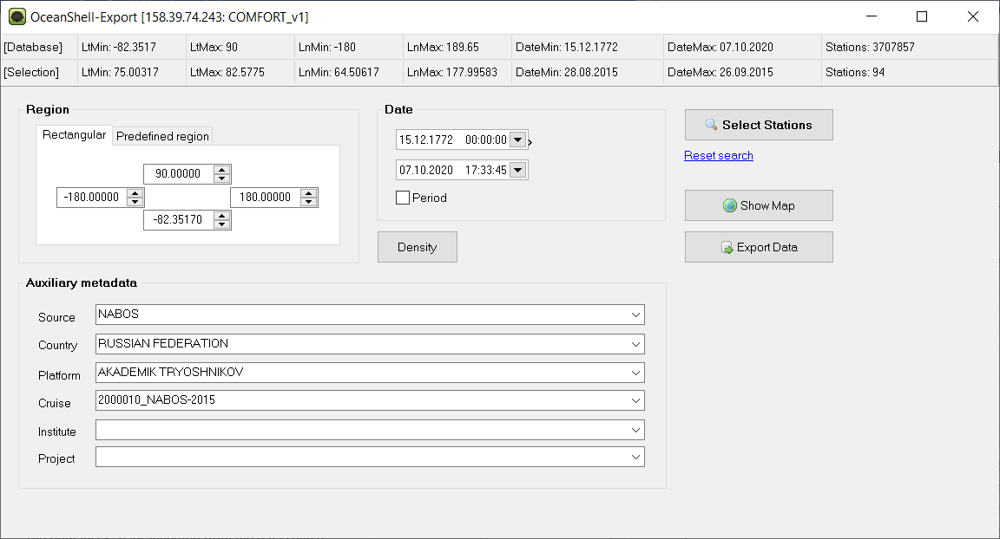 OceanShell-Export [158.39.74.243: COMFORT_v1]
[Database] LtMin: -82.3517 LtMax: 90 LnMin: -180 LnMax: 189.65 DateMin: 15.12.1772 DateMax: 07.10.2020 Stations: 3707857
[Selection] LtMin: 75.00317 LtMax: 82.5775 LnMin: 64.50617 LnMax: 177.99583 DateMin: 28.08.2015 DateMax: 26.09.2015 Stations: 94
Region
Rectangular Predefined region
90.00000
-180.00000 180.00000
-82.35170
Date
15.12.1772 00:00:00
07.10.2020 17:33:45
Period
Density
Select Stations
Reset search
Show Map
Export Data
Auxiliary metadata
Source NABOS
Country RUSSIAN FEDERATION
Platform AKADEMIK TRYOSHNIKOV
Cruise 2000010_NABOS-2015
Institute
Project